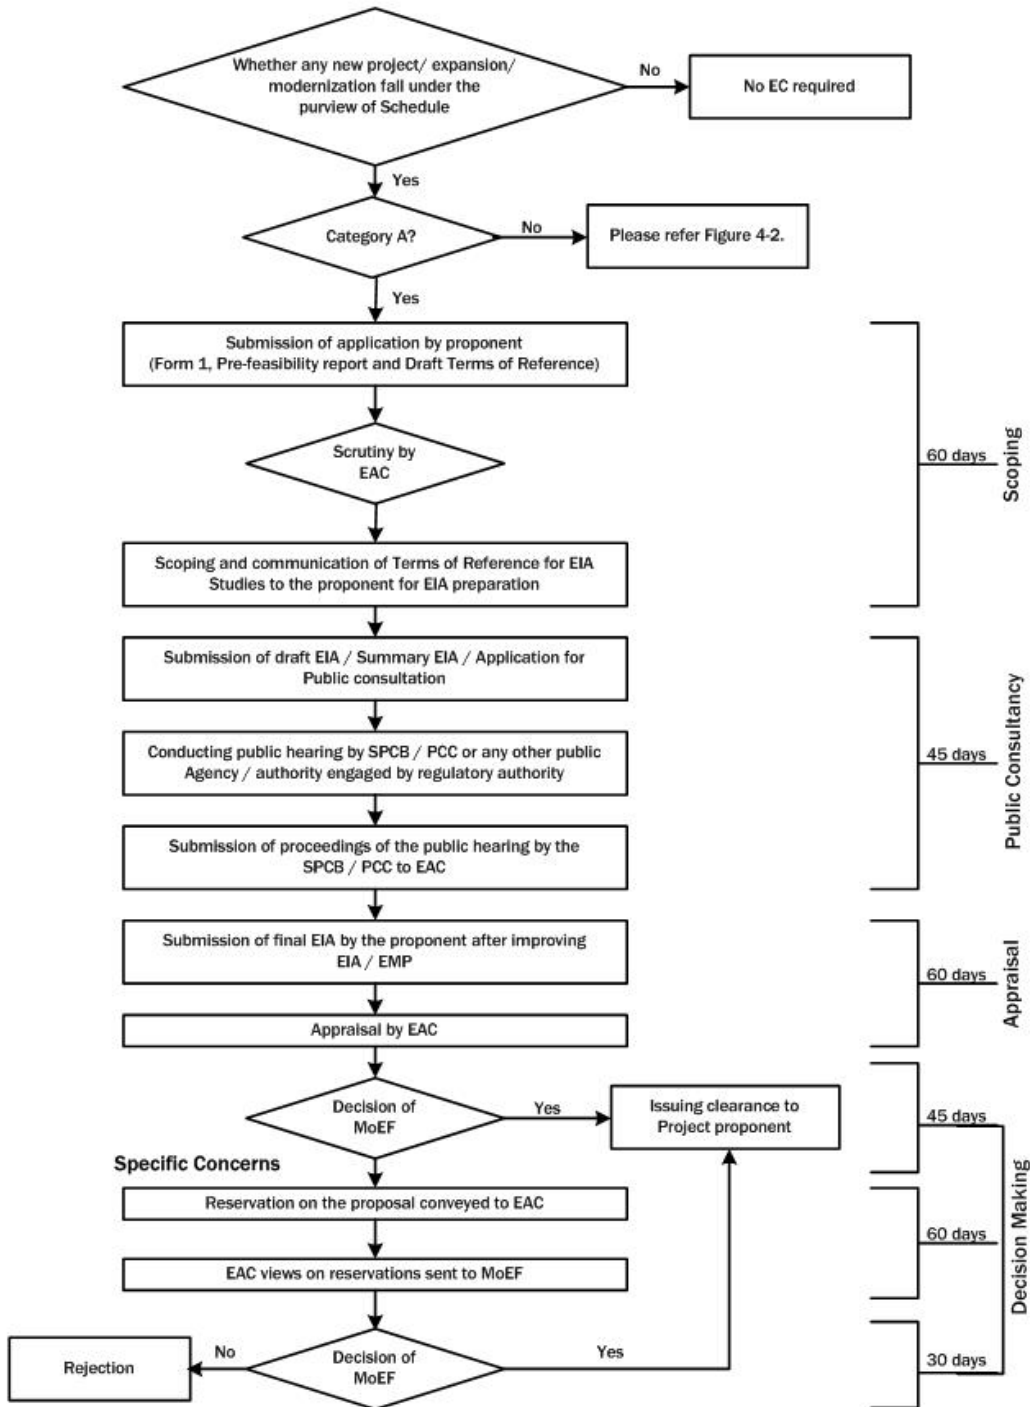 Whether any new project/ expansion/
modernization fall under the
purview of Schedule
No
No EC required
Yes
Category A?
No
Please refer Figure 4-2.
Yes
Submission of application by proponent
(Form 1, Pre-feasibility report and Draft Terms of Reference)
Scrutiny by
EAC
60 days
Scoping
Scoping and communication of Terms of Reference for EIA
Studies to the proponent for EIA preparation
Submission of draft EIA / Summary EIA / Application for
Public consultation
Conducting public hearing by SPCB / PCC or any other public
Agency / authority engaged by regulatory authority
45 days
Public Consultancy
Submission of proceedings of the public hearing by the
SPCB / PCC to EAC
Submission of final EIA by the proponent after improving
EIA / EMP
60 days
Appraisal
Appraisal by EAC
Decision of
MoEF
Yes
Issuing clearance to
Project proponent
45 days
Specific Concerns
Reservation on the proposal conveyed to EAC
60 days
Decision Making
EAC views on reservations sent to MoEF
Rejection
No
Decision of
MoEF
Yes
30 days